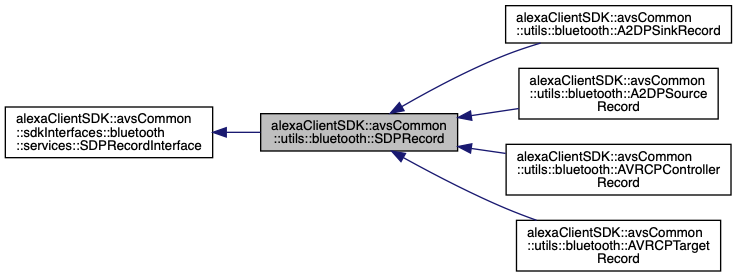 alexaClientSDK::avsCommon
::sdkInterfaces::bluetooth
::services::SDPRecordInterface
alexaClientSDK::avsCommon
::utils::bluetooth::SDPRecord
alexaClientSDK::avsCommon
::utils::bluetooth::A2DPSinkRecord
alexaClientSDK::avsCommon
::utils::bluetooth::A2DPSource
Record
alexaClientSDK::avsCommon
::utils::bluetooth::AVRCPController
Record
alexaClientSDK::avsCommon
::utils::bluetooth::AVRCPTarget
Record